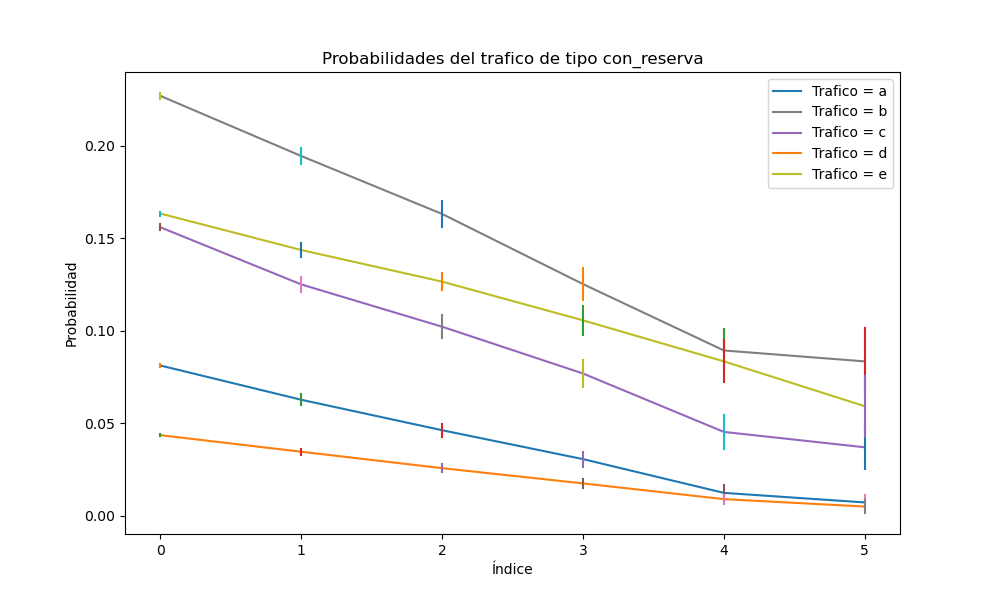 Probabilidades del trafico de tipo con_reserva
Trafico = a
Trafico = b
Trafico = c
Trafico = d
Trafico = e
Probabilidad
0.20
0.15
0.10
0.05
0.00
0 1 2 3 4 5
Índice